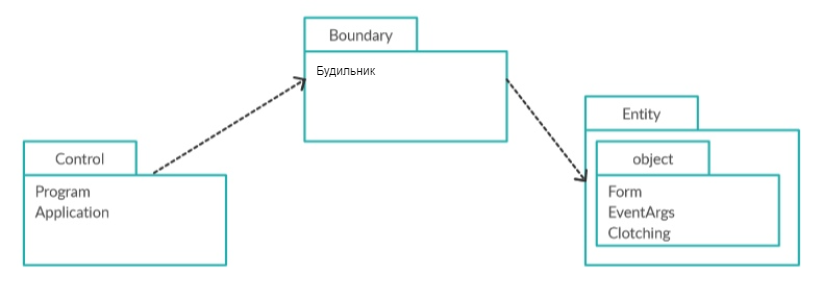 Boundary
Будильник
Entity
object
Form
EventArgs
Clotching
Control
Program
Application